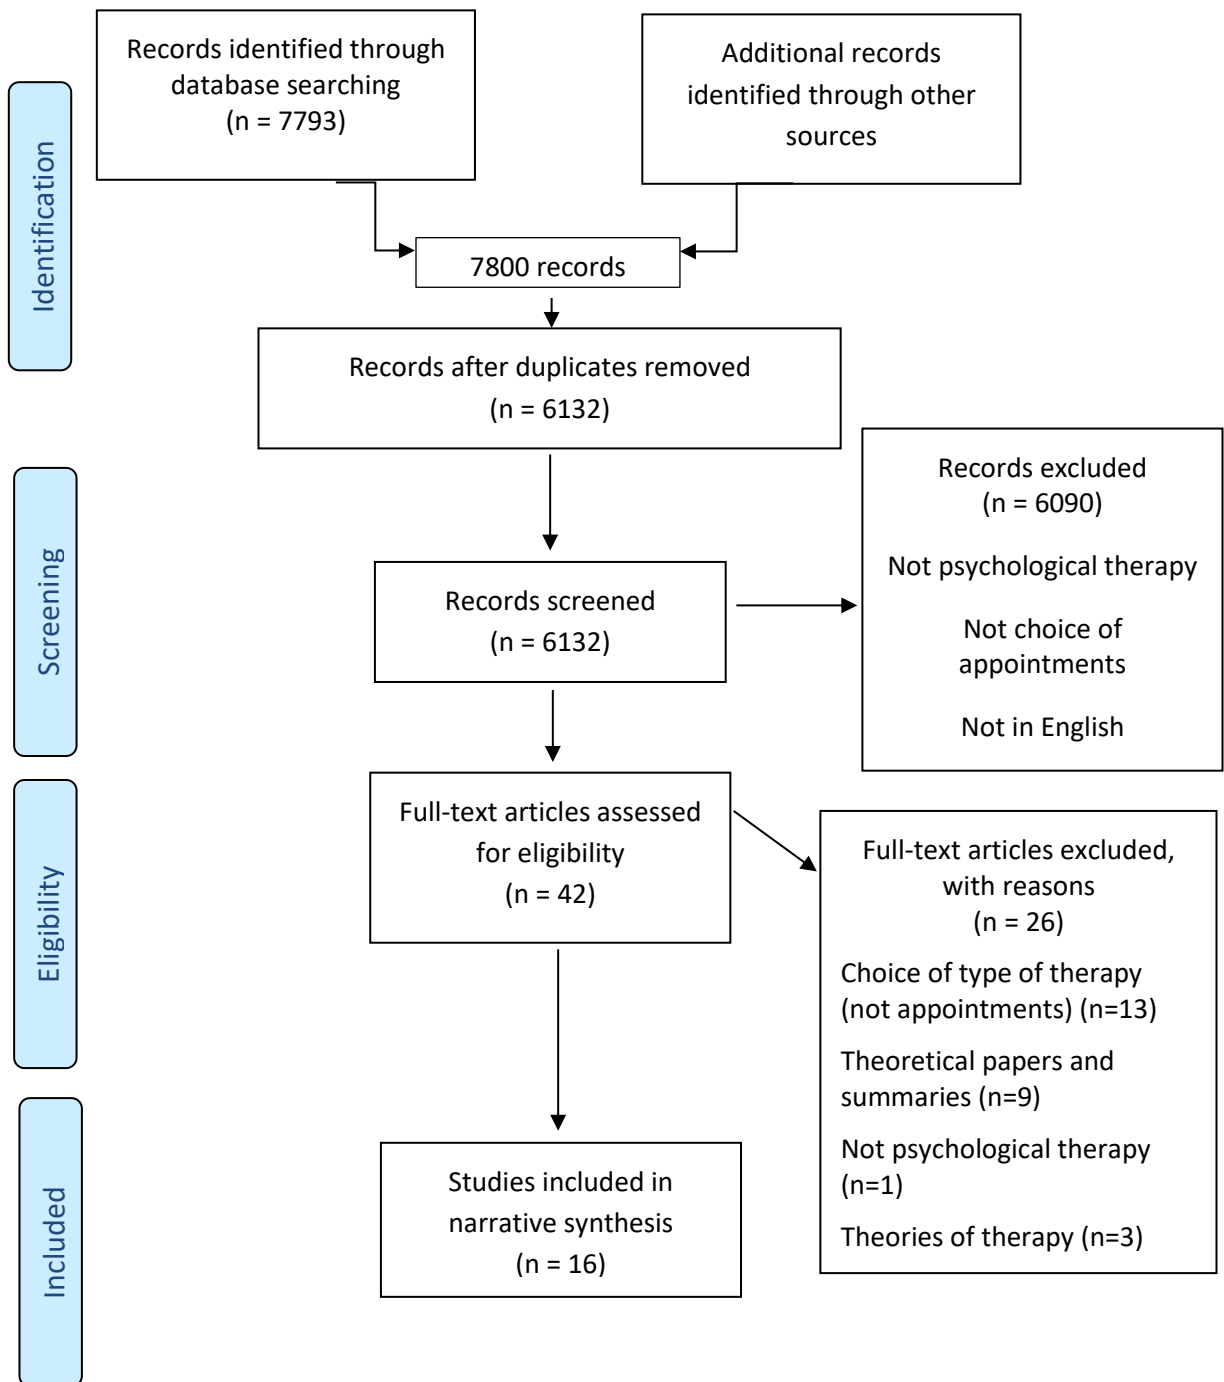 Records identified through
database searching
(n = 7793)
Additional records
identified through other
sources
Identification
7800 records
Records after duplicates removed
(n = 6132)
Screening
Records screened
(n = 6132)
Records excluded
(n = 6090)
Not psychological therapy
Not choice of
appointments
Not in English
Eligibility
Full-text articles assessed
for eligibility
(n = 42)
Full-text articles excluded,
with reasons
(n = 26)
Choice of type of therapy
(not appointments) (n=13)
Theoretical papers and
summaries (n=9)
Not psychological therapy
(n=1)
Theories of therapy (n=3)
Included
Studies included in
narrative synthesis
(n = 16)